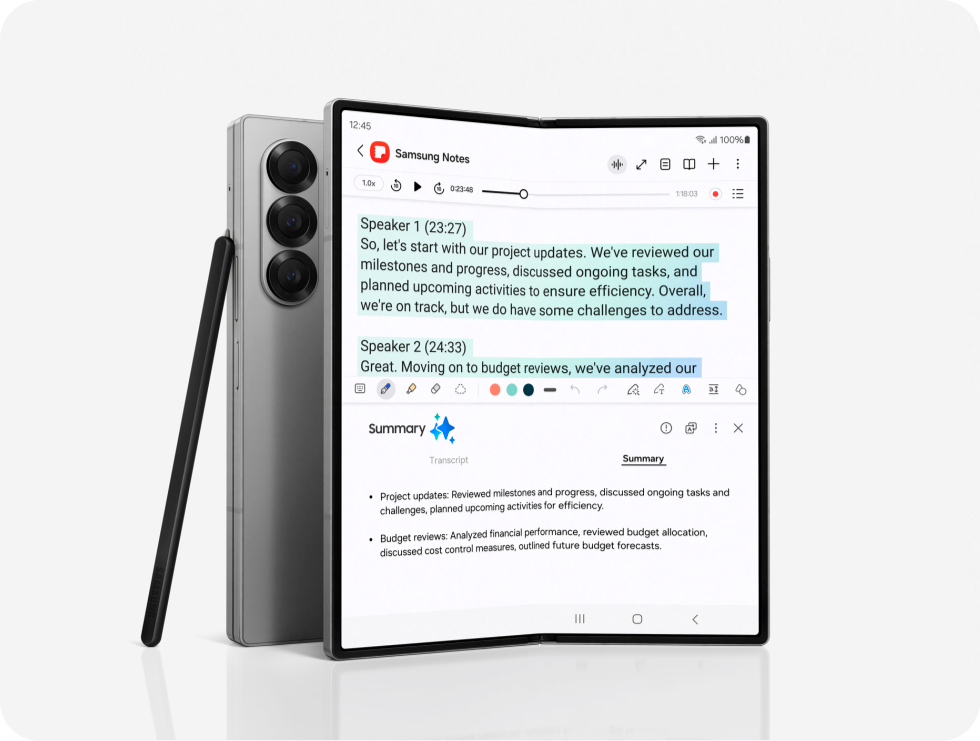 12:45
100%
Samsung Notes
1.0x
10
10
0:23:48
1:18:03
Speaker 1 (23:27)
So, let's start with our project updates. We've reviewed our
milestones and progress, discussed ongoing tasks, and
planned upcoming activities to ensure efficiency. Overall,
we're on track, but we do have some challenges to address.
Speaker 2 (24:33)
Great. Moving on to budget reviews, we've analyzed our
Summary
Transcript
Summary
• Project updates: Reviewed milestones and progress, discussed ongoing tasks and
challenges, planned upcoming activities for efficiency.
• Budget reviews: Analyzed financial performance, reviewed budget allocation,
discussed cost control measures, outlined future budget forecasts.